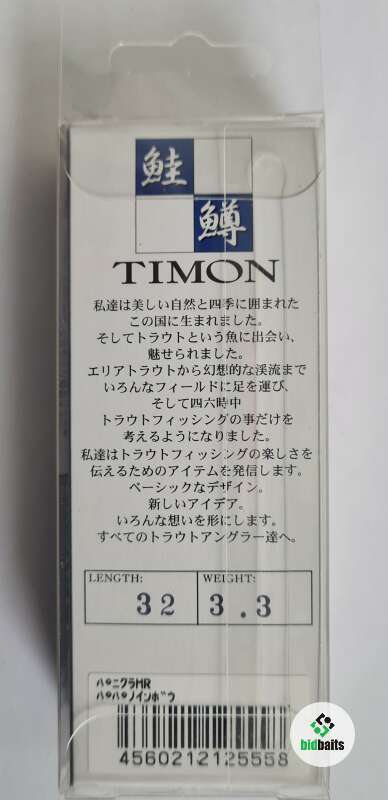 鮭
鱒
TIMON
私達は美しい自然と四季に囲まれた
この国に生まれました。
そしてトラウトという魚に出会い、
魅せられました。
エリアトラウトから幻想的な渓流まで
いろんなフィールドに足を運び、
そして四六時中
トラウトフィッシングの事だけを
考えるようになりました。
私達はトラウトフィッシングの楽しさを
伝えるためのアイテムを発信します。
ベーシックなデザイン。
新しいアイデア。
いろんな想いを形にします。
すべてのトラウトアングラー達へ。
LENGTH: WEIGHT:
32 3.3
ﾊﾟﾆｸﾗMR
ﾊﾟﾊﾟﾉｲﾝﾎﾞｳ
4560212125558
bidbaits